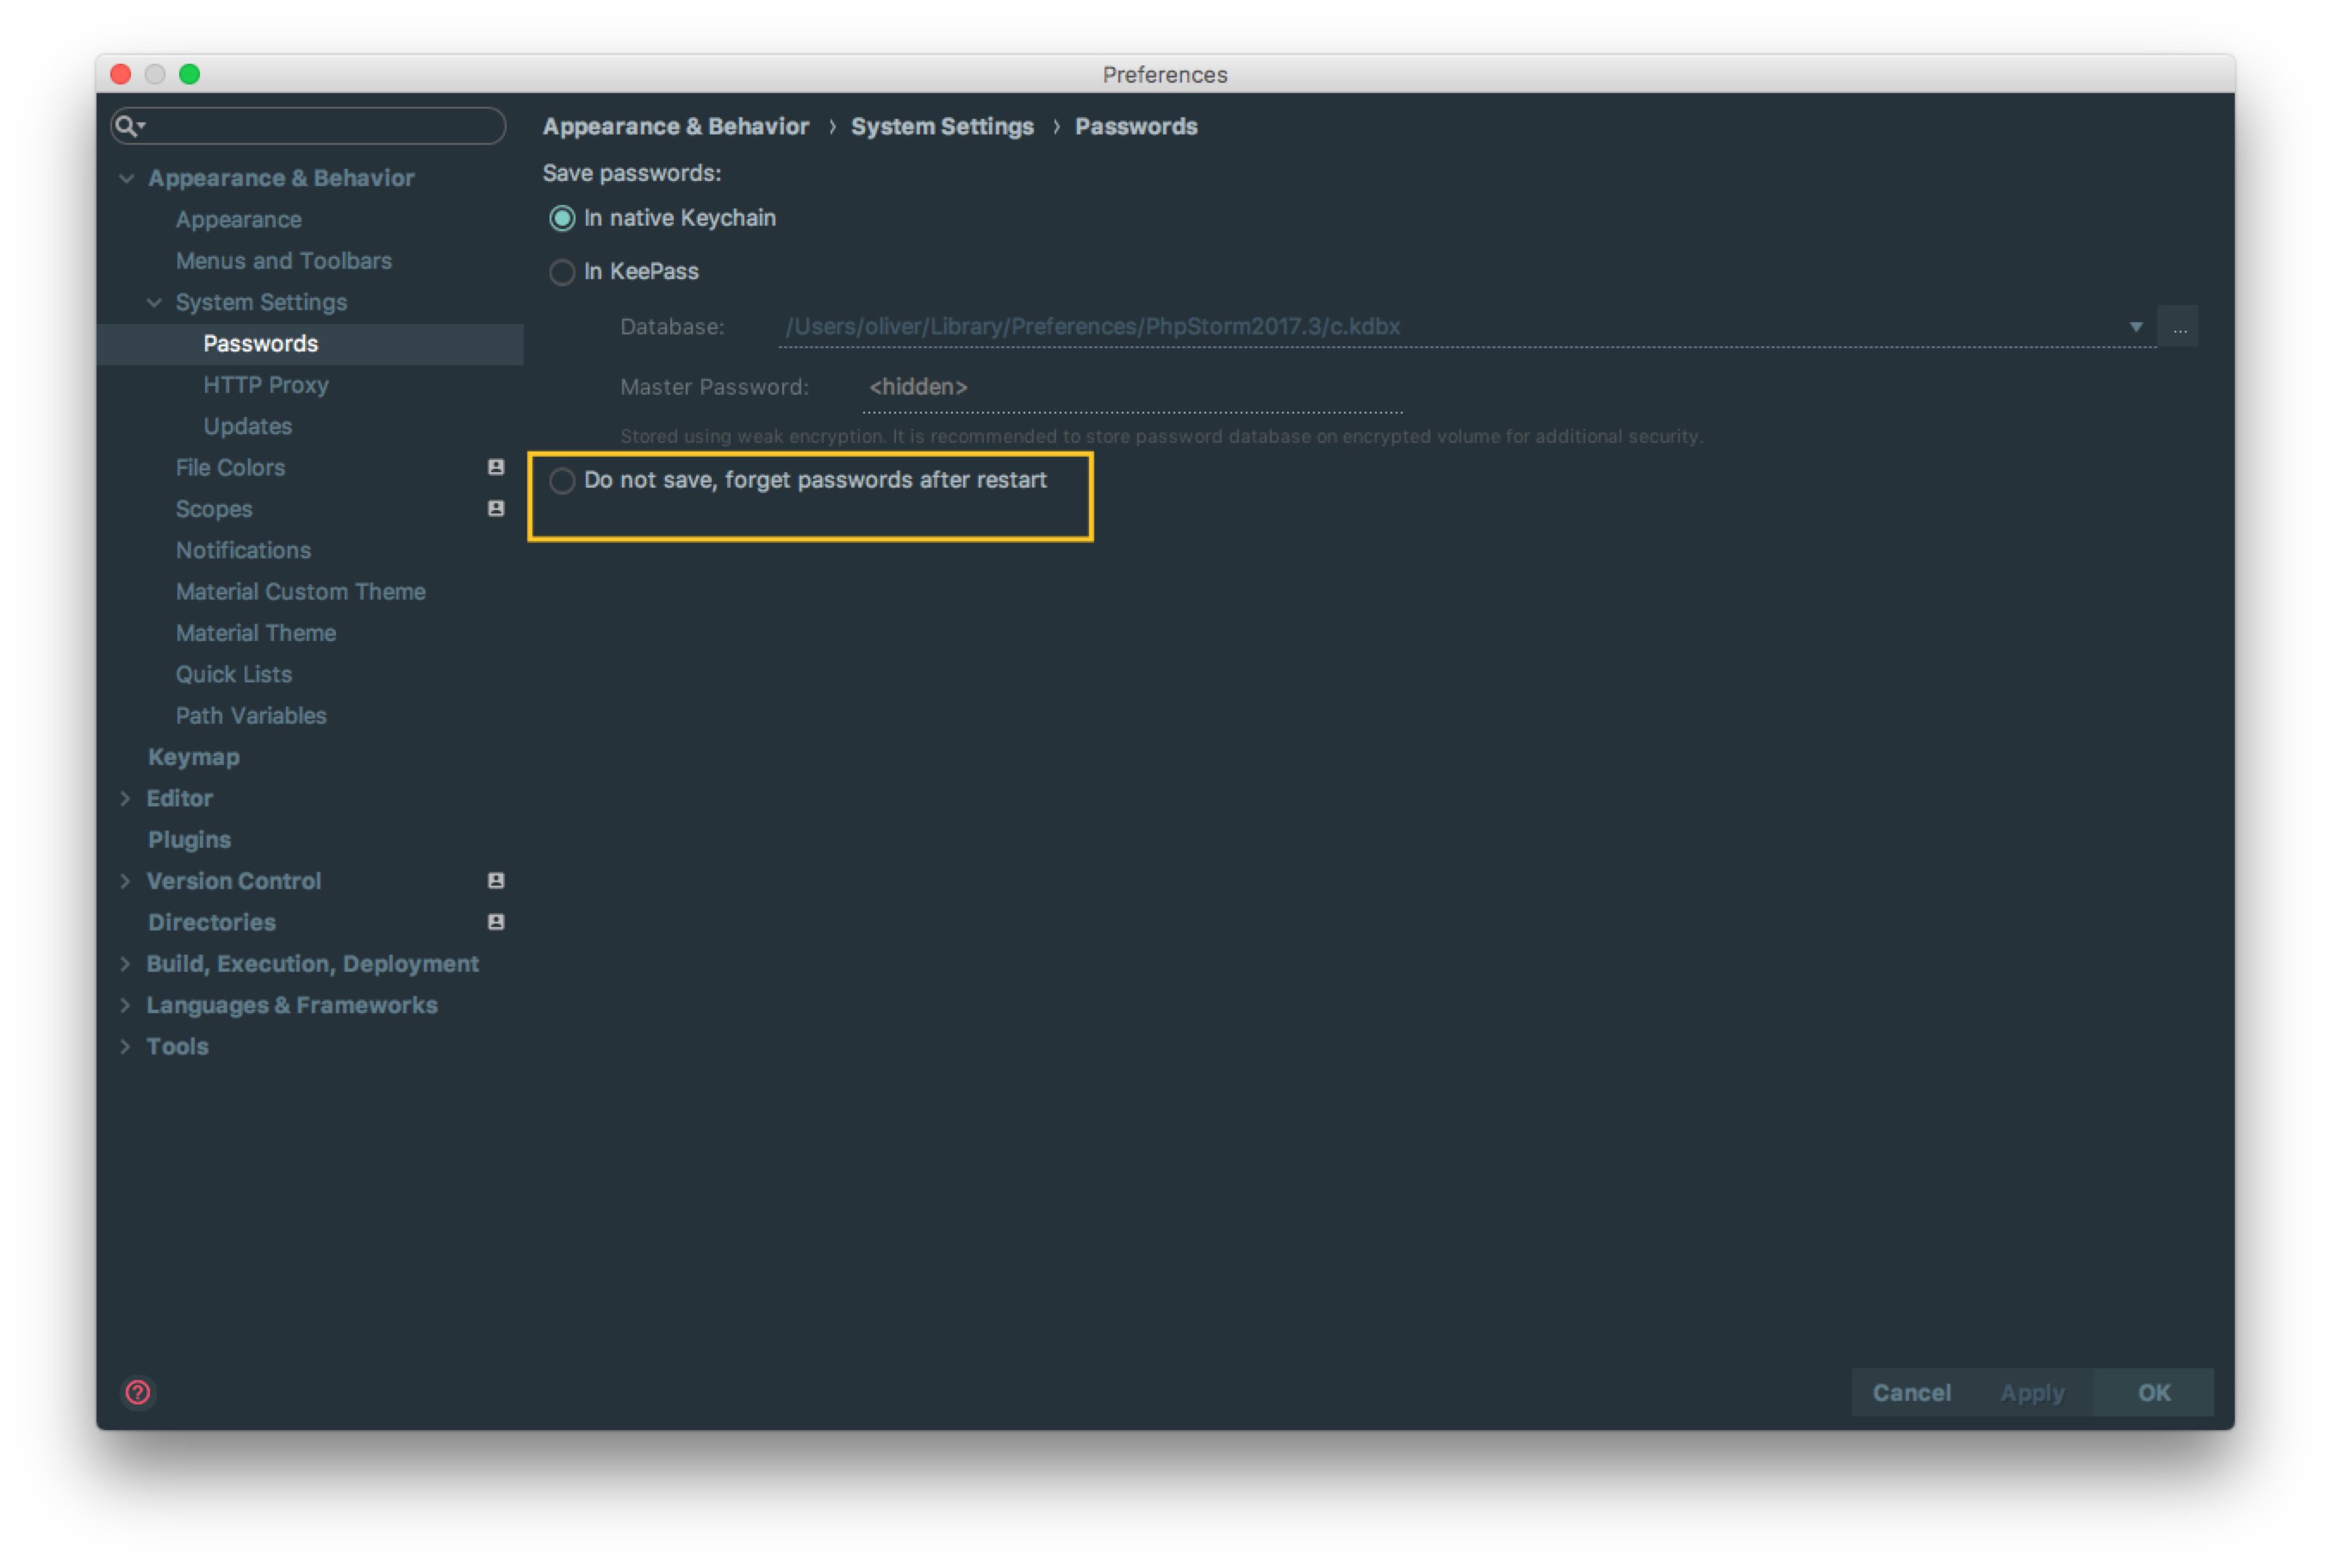 Preferences
Appearance & Behavior › System Settings › Passwords
Save passwords:
In native Keychain
In KeePass
Database: /Users/oliver/Library/Preferences/PhpStorm2017.3/c.kdbx ...
Master Password: <hidden>
Stored using weak encryption. It is recommended to store password database on encrypted volume for additional security.
Do not save, forget passwords after restart
Appearance & Behavior
Appearance
Menus and Toolbars
System Settings
Passwords
HTTP Proxy
Updates
File Colors
Scopes
Notifications
Material Custom Theme
Material Theme
Quick Lists
Path Variables
Keymap
Editor
Plugins
Version Control
Directories
Build, Execution, Deployment
Languages & Frameworks
Tools
?
Cancel Apply OK